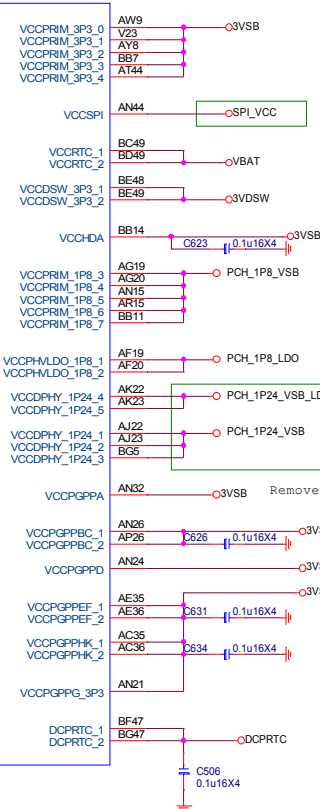 VCCPRIM_3P3_0 AW9 3VSB
VCCPRIM_3P3_1 V23
VCCPRIM_3P3_2 AY8
VCCPRIM_3P3_3 BB7
VCCPRIM_3P3_4 AT44
VCCSPI AN44 SPI_VCC
VCCRTC_1 BC49
VCCRTC_2 BD49 VBAT
VCCDSW_3P3_1 BE48
VCCDSW_3P3_2 BE49 3VDSW
VCCHDA BB14 3VSB
C623 0.1u16X4
VCCPRIM_1P8_3 AG19 PCH_1P8_VSB
VCCPRIM_1P8_4 AG20
VCCPRIM_1P8_5 AN15
VCCPRIM_1P8_6 AR15
VCCPRIM_1P8_7 BB11
VCCPHVLDO_1P8_1 AF19 PCH_1P8_LDO
VCCPHVLDO_1P8_2 AF20
VCCDPHY_1P24_4 AK22 PCH_1P24_VSB_LD
VCCDPHY_1P24_5 AK23
VCCDPHY_1P24_1 AJ22 PCH_1P24_VSB
VCCDPHY_1P24_2 AJ23
VCCDPHY_1P24_3 BG5
VCCPGPPA AN32 3VSB
Remove
VCCPGPPBC_1 AN26 3VS
VCCPGPPBC_2 AP26 C626 0.1u16X4
VCCPGPPD AN24 3VS
3VS
VCCPGPPEF_1 AE35
VCCPGPPEF_2 AE36 C631 0.1u16X4
VCCPGPPHK_1 AC35
VCCPGPPHK_2 AC36 C634 0.1u16X4
VCCPGPPG_3P3 AN21
DCPRTC_1 BF47
DCPRTC_2 BG47 DCPRTC
C506
0.1u16X4